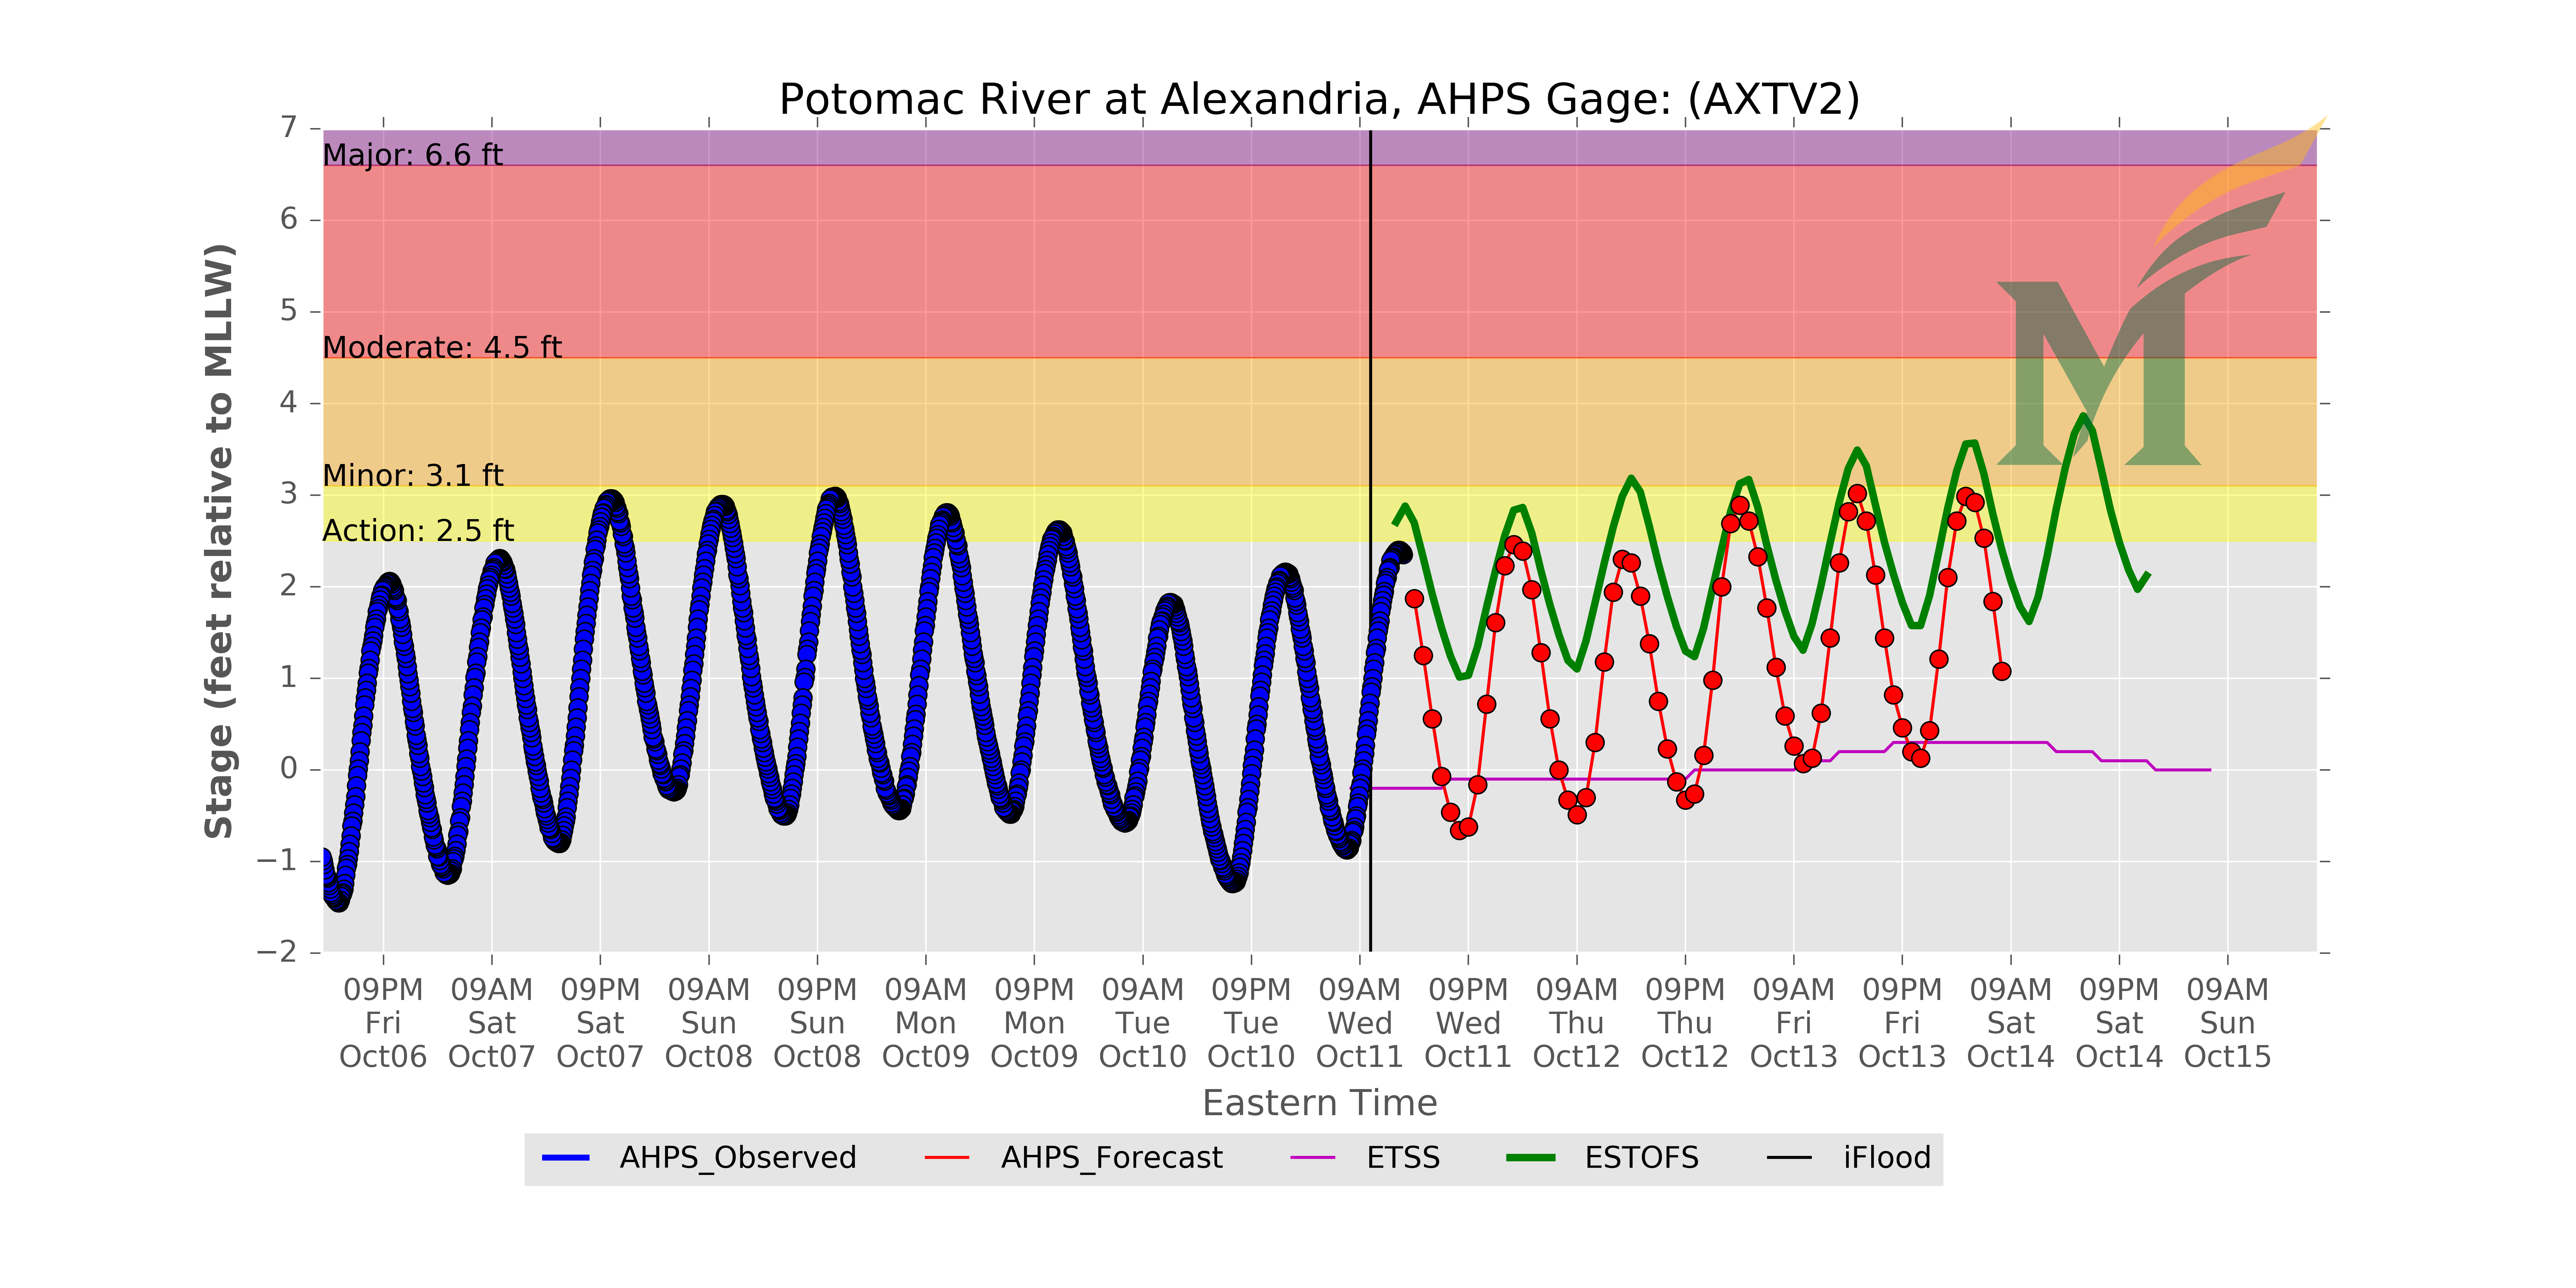 Potomac River at Alexandria, AHPS Gage: (AXTV2)
Stage (feet relative to MLLW)
7
6
5
4
3
2
1
0
−1
−2
Major: 6.6 ft
Moderate: 4.5 ft
Minor: 3.1 ft
Action: 2.5 ft
M
09PM 09AM 09PM 09AM 09PM 09AM 09PM 09AM 09PM 09AM 09PM 09AM 09PM 09AM 09PM 09AM 09PM 09AM
Fri Sat Sat Sun Sun Mon Mon Tue Tue Wed Wed Thu Thu Fri Fri Sat Sat Sun
Oct06 Oct07 Oct07 Oct08 Oct08 Oct09 Oct09 Oct10 Oct10 Oct11 Oct11 Oct12 Oct12 Oct13 Oct13 Oct14 Oct14 Oct15
Eastern Time
AHPS_Observed AHPS_Forecast ETSS ESTOFS iFlood